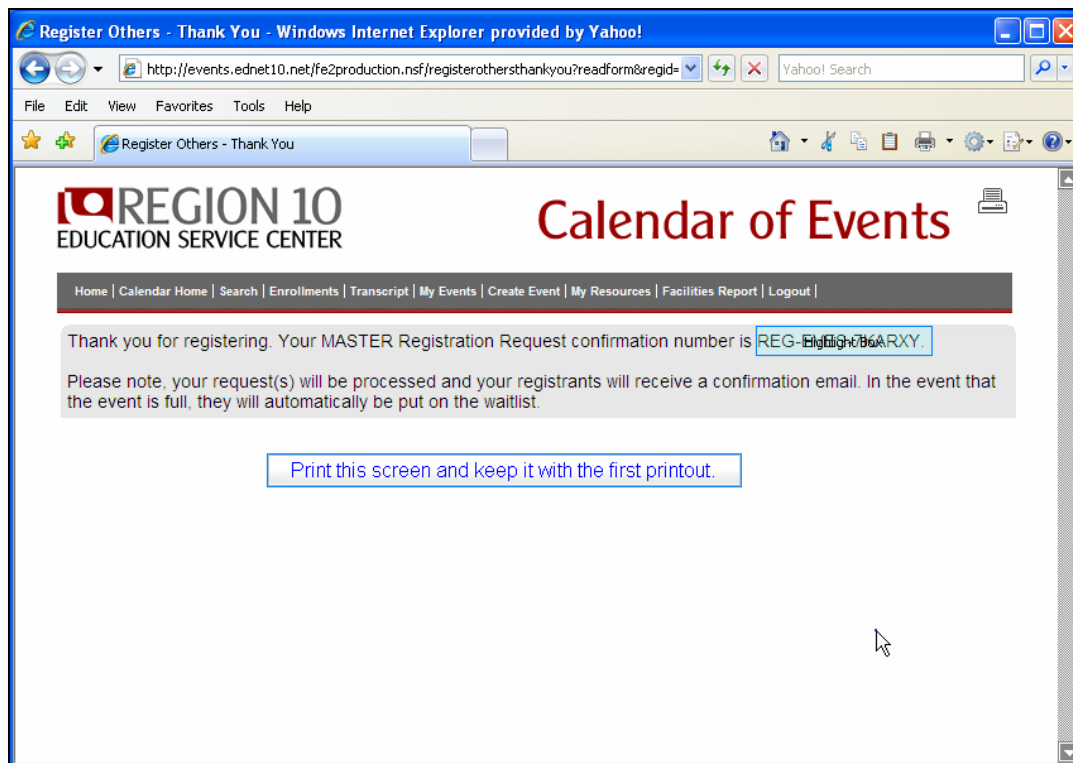 Register Others - Thank You - Windows Internet Explorer provided by Yahoo!
http://events.ednet10.net/fe2production.nsf/registerothersthankyou?readform&regid=
Yahoo! Search
File Edit View Favorites Tools Help
Register Others - Thank You
REGION 10
EDUCATION SERVICE CENTER
Calendar of Events
Home | Calendar Home | Search | Enrollments | Transcript | My Events | Create Event | My Resources | Facilities Report | Logout |
Thank you for registering. Your MASTER Registration Request confirmation number is
Highlight Box
Please note, your request(s) will be processed and your registrants will receive a confirmation email. In the event that
the event is full, they will automatically be put on the waitlist.
Print this screen and keep it with the first printout.